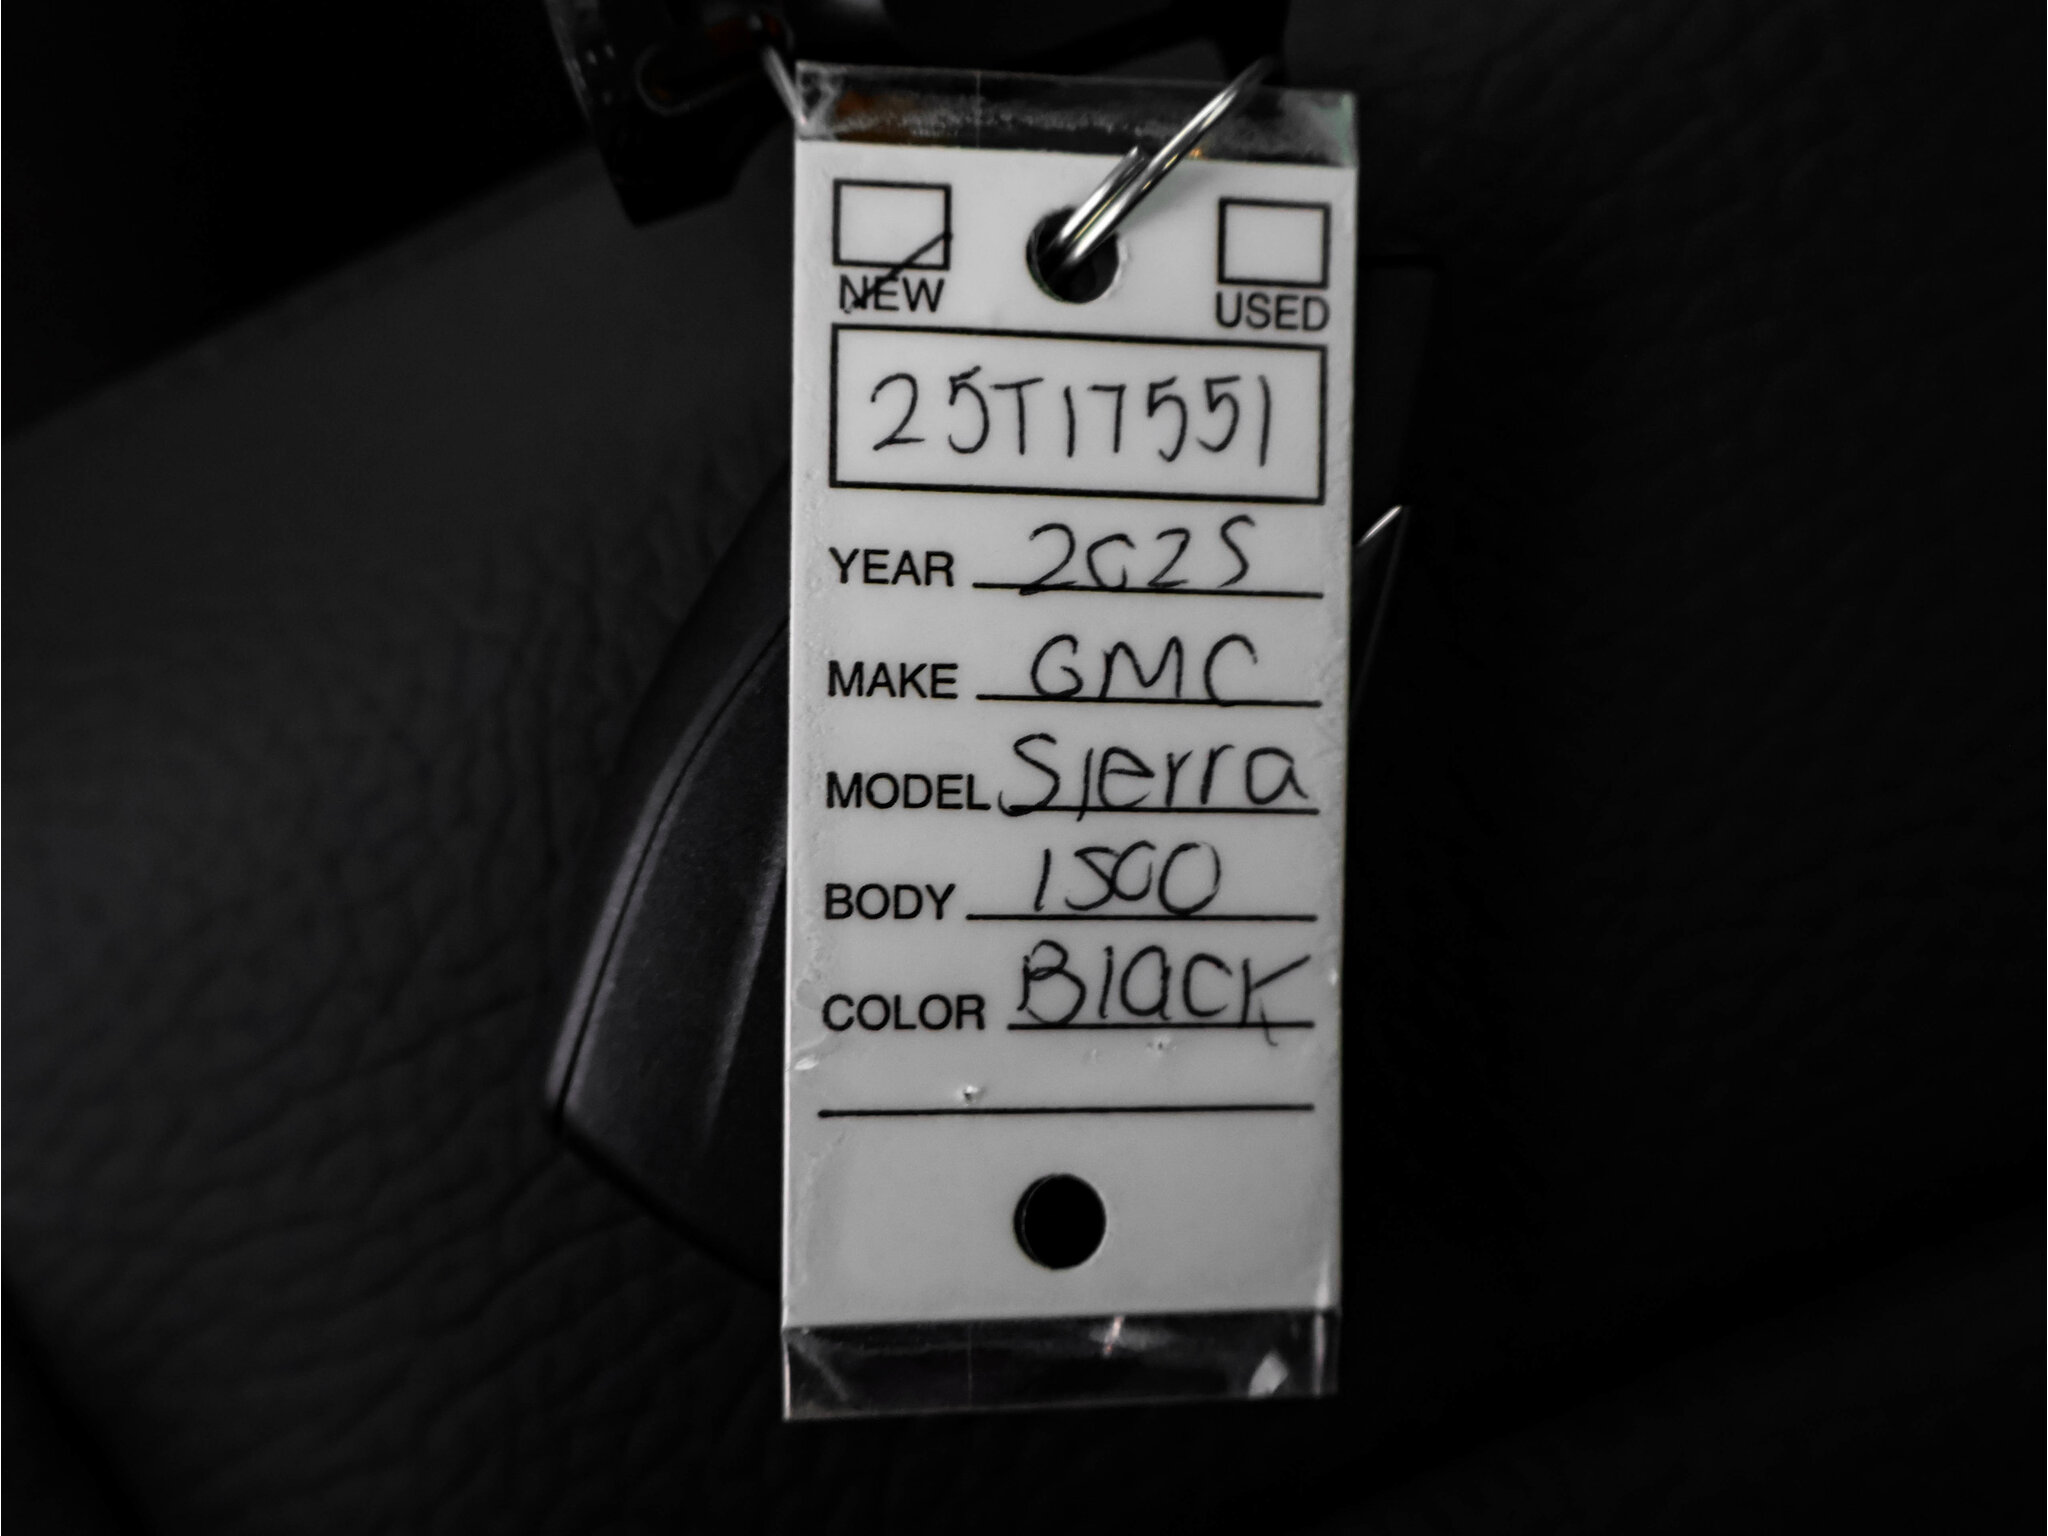 NEW USED
25T17551
YEAR 2025
MAKE GMC
MODEL Sierra
BODY 1500
COLOR Black